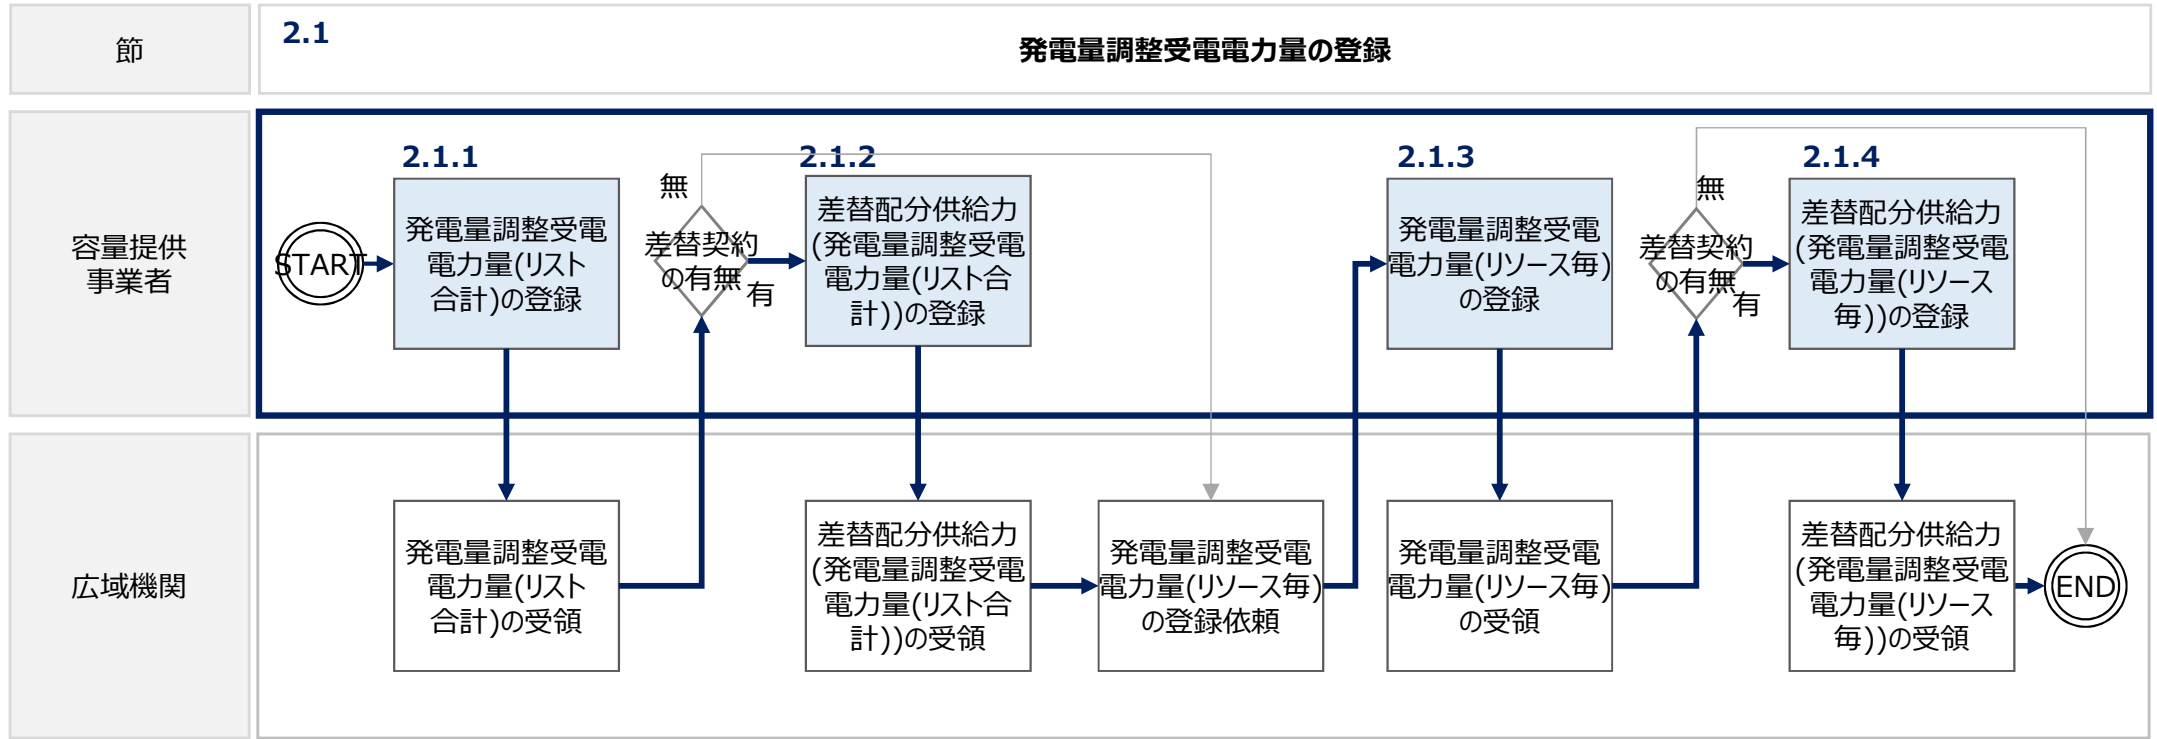 節
2.1
発電量調整受電電力量の登録
容量提供
事業者
START
2.1.1
発電量調整受電
電力量(リスト
合計)の登録
無
差替契約
の有無
有
2.1.2
差替配分供給力
(発電量調整受電
電力量(リスト合
計))の登録
2.1.3
発電量調整受電
電力量(リソース毎)
の登録
無
差替契約
の有無
有
2.1.4
差替配分供給力
(発電量調整受電
電力量(リソース
毎))の登録
広域機関
発電量調整受電
電力量(リスト
合計)の受領
差替配分供給力
(発電量調整受電
電力量(リスト合
計))の受領
発電量調整受電
電力量(リソース毎)
の登録依頼
発電量調整受電
電力量(リソース毎)
の受領
差替配分供給力
(発電量調整受電
電力量(リソース
毎))の受領
END